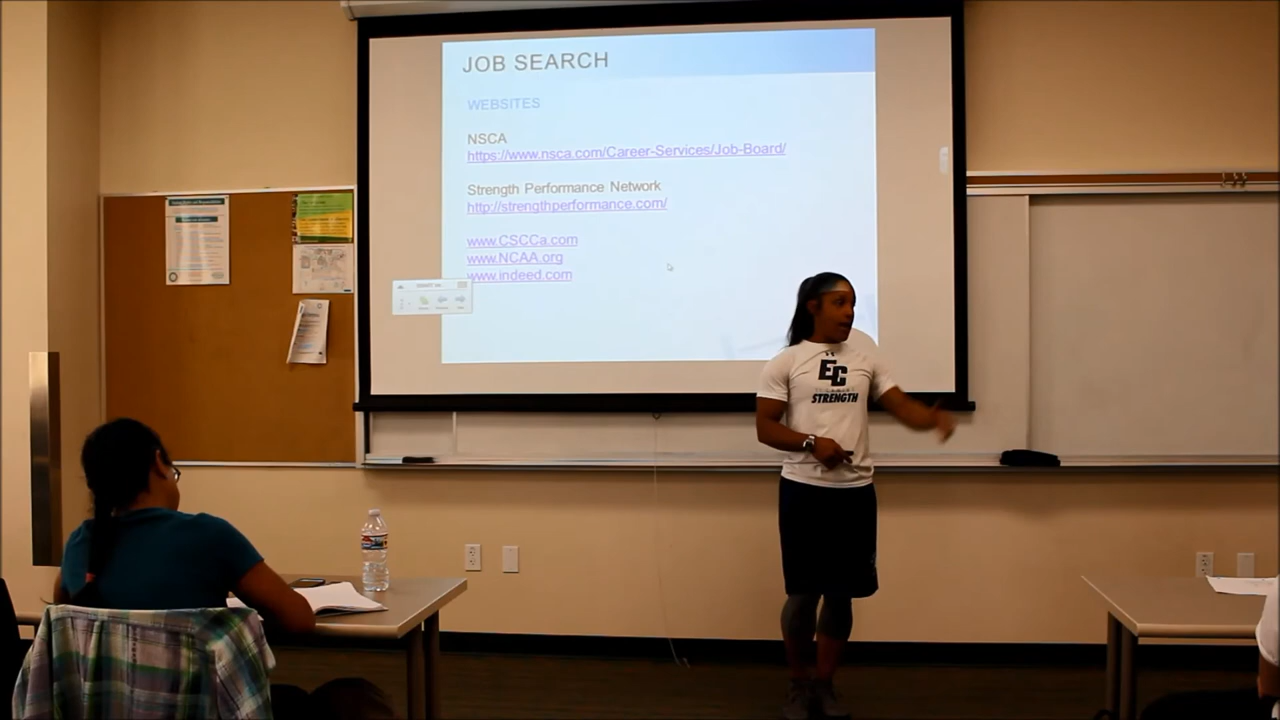 JOB SEARCH
WEBSITES
NSCA
https://www.nsca.com/Career-Services/Job-Board/
Strength Performance Network
http://strengthperformance.com/
www.CSCCa.com
www.NCAA.org
www.indeed.com
EC
STRENGTH